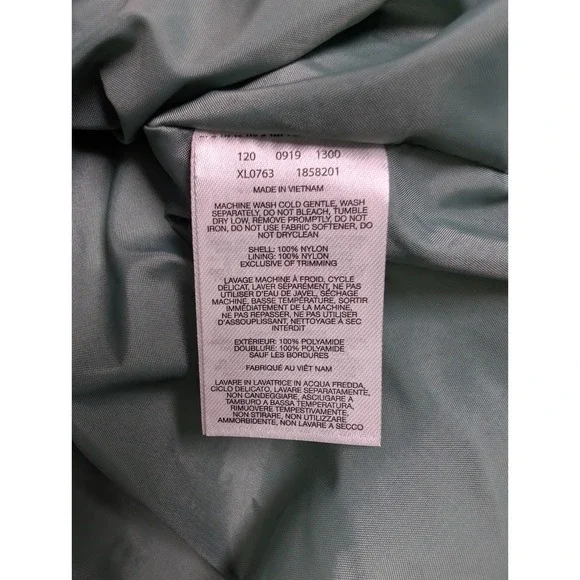 120 0919 1300
XL0763 1858201
MADE IN VIETNAM
MACHINE WASH COLD GENTLE, WASH
SEPARATELY, DO NOT BLEACH, TUMBLE
DRY LOW, REMOVE PROMPTLY, DO NOT
IRON, DO NOT USE FABRIC SOFTENER, DO
NOT DRYCLEAN
SHELL: 100% NYLON
LINING: 100% NYLON
EXCLUSIVE OF TRIMMING
LAVAGE MACHINE À FROID, CYCLE
DÉLICAT, LAVER SÉPARÉMENT, NE PAS
UTILISER D'EAU DE JAVEL, SÉCHAGE
MACHINE, BASSE TEMPÉRATURE, SORTIR
IMMÉDIATEMENT DE LA MACHINE,
NE PAS REPASSER, NE PAS UTILISER
D'ASSOUPLISSANT, NETTOYAGE À SEC
INTERDIT
EXTÉRIEUR: 100% POLYAMIDE
DOUBLURE: 100% POLYAMIDE
SAUF LES BORDURES
FABRIQUÉ AU VIÊT NAM
LAVARE IN LAVATRICE IN ACQUA FREDDA,
CICLO DELICATO, LAVARE SEPARATAMENTE,
NON CANDEGGIARE, ASCIUGARE A
TAMBURO A BASSA TEMPERATURA,
RIMUOVERE TEMPESTIVAMENTE,
NON STIRARE, NON UTILIZZARE
AMMORBIDENTE, NON LAVARE A SECCO